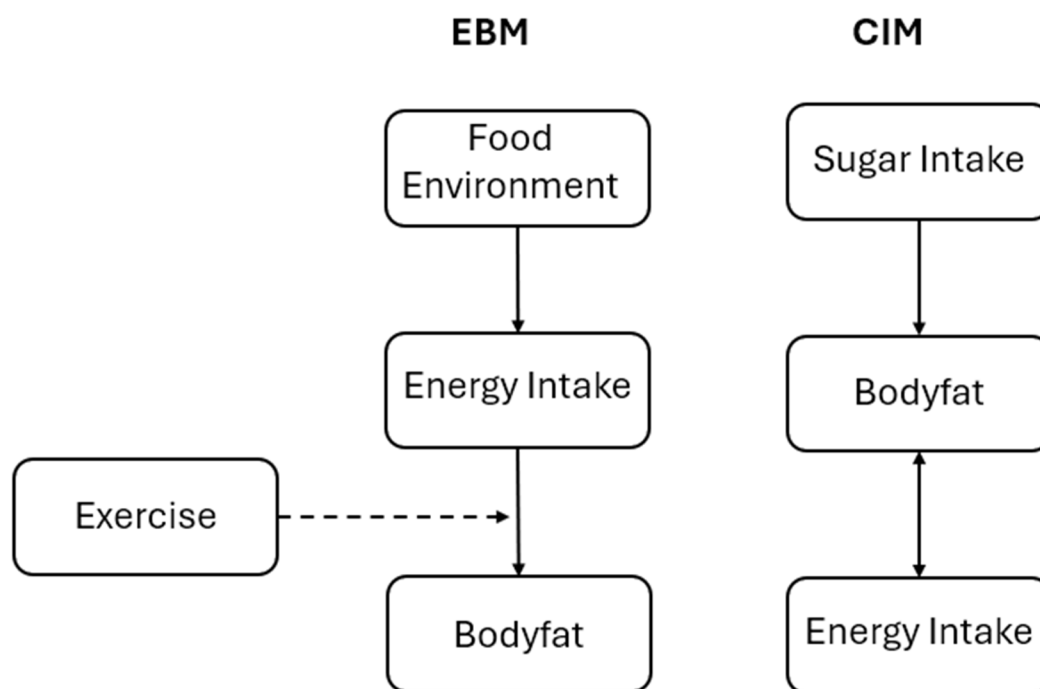 EBM
CIM
Food
Environment
Sugar Intake
Energy Intake
Bodyfat
Exercise
Bodyfat
Energy Intake